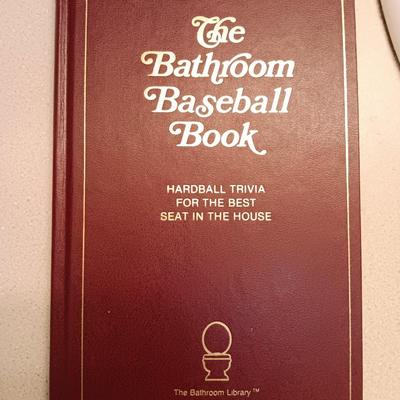 The
Bathroom
Baseball
Book
HARDBALL TRIVIA
FOR THE BEST
SEAT IN THE HOUSE
The Bathroom Library™